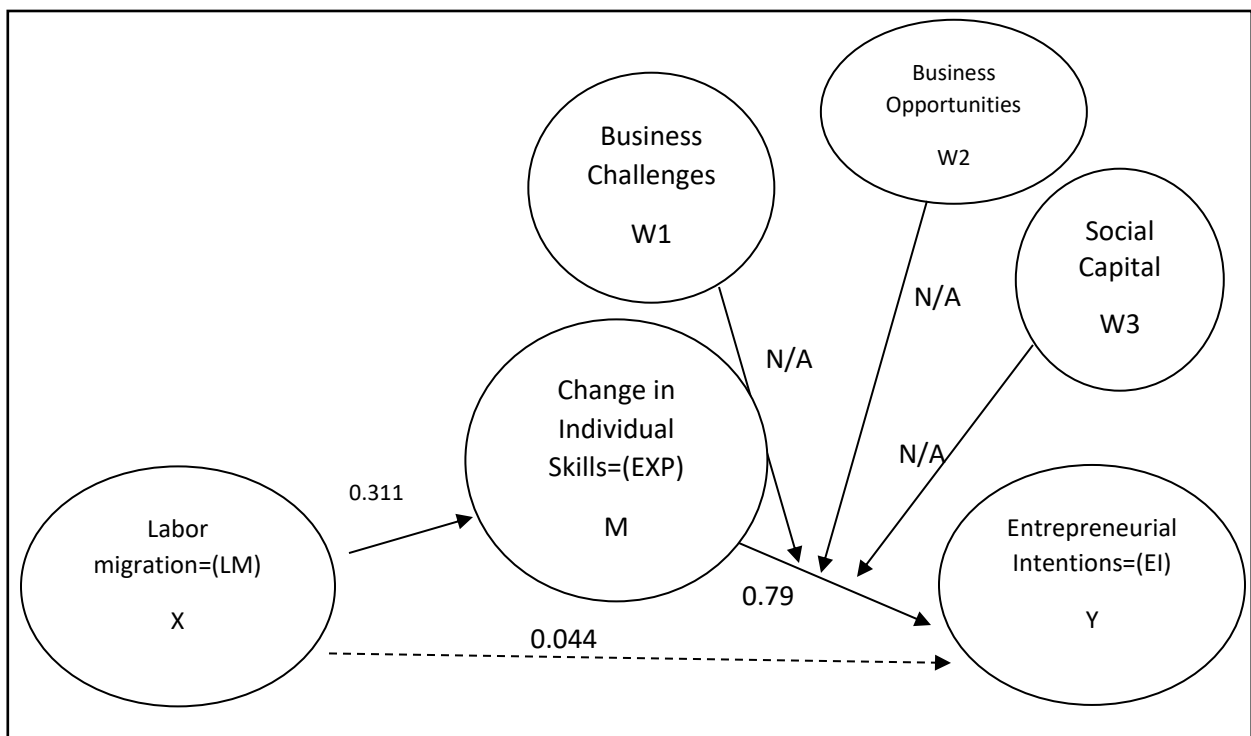 Business
Opportunities
W2
Business
Challenges
W1
Social
Capital
W3
N/A
N/A
N/A
Change in
Individual
Skills=(EXP)
M
0.311
Labor
migration=(LM)
X
Entrepreneurial
Intentions=(EI)
Y
0.79
0.044